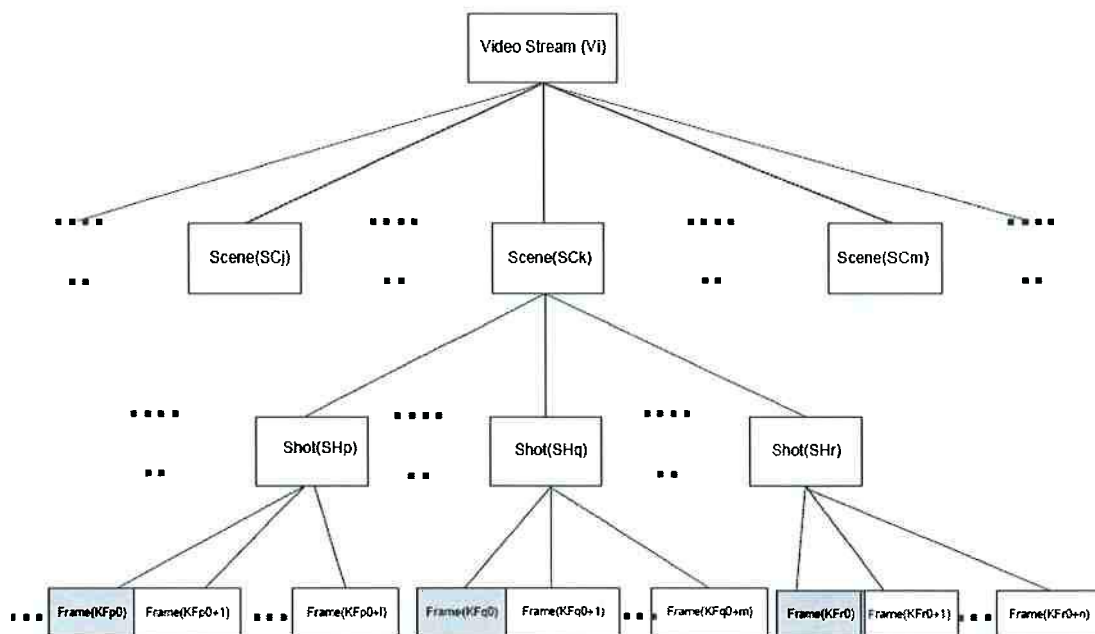 Video Stream (Vi)
Scene(SCj)
Scene(SCk)
Scene(SCm)
Shot(SHp)
Shot(SHq)
Shot(SHr)
Frame(KFp0)
Frame(KFp0+1)
Frame(KFp0+l)
Frame(KFq0)
Frame(KFq0+1)
Frame(KFq0+m)
Frame(KFr0)
Frame(KFr0+1)
Frame(KFr0+n)